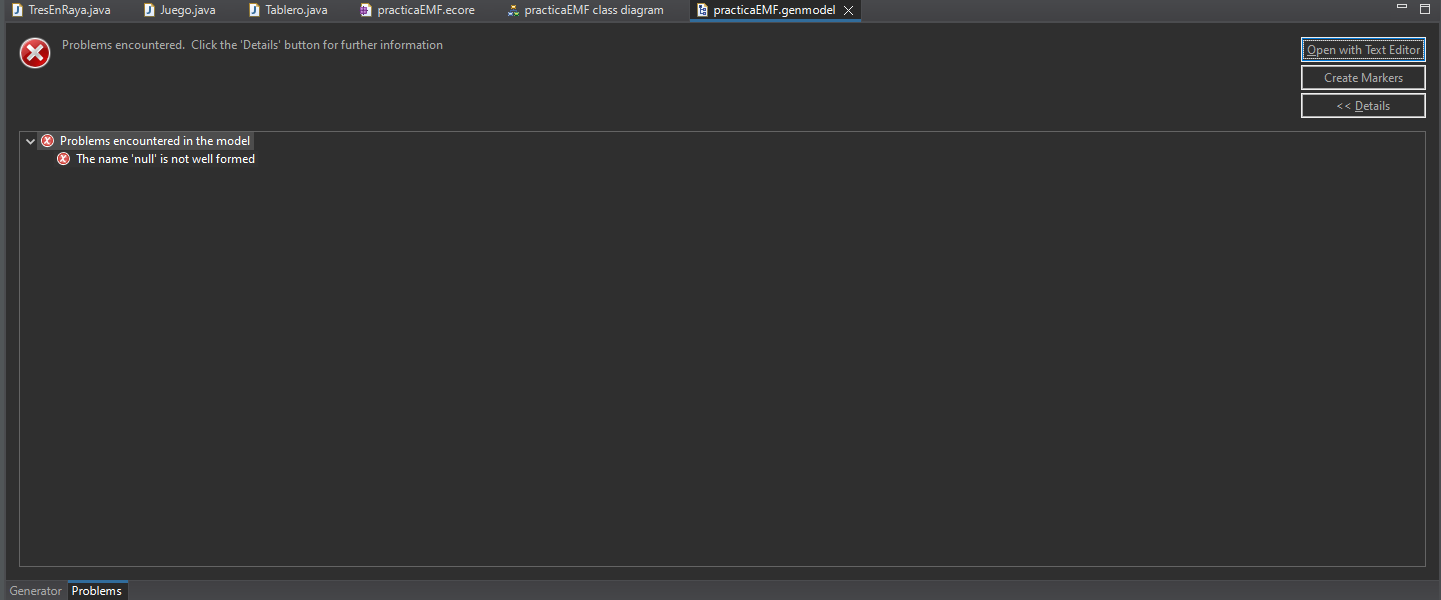 TresEnRaya.java Juego.java Tablero.java practicaEMF.ecore practicaEMF class diagram practicaEMF.genmodel
Problems encountered. Click the 'Details' button for further information
Open with Text Editor
Create Markers
<< Details
Problems encountered in the model
The name 'null' is not well formed
Generator Problems